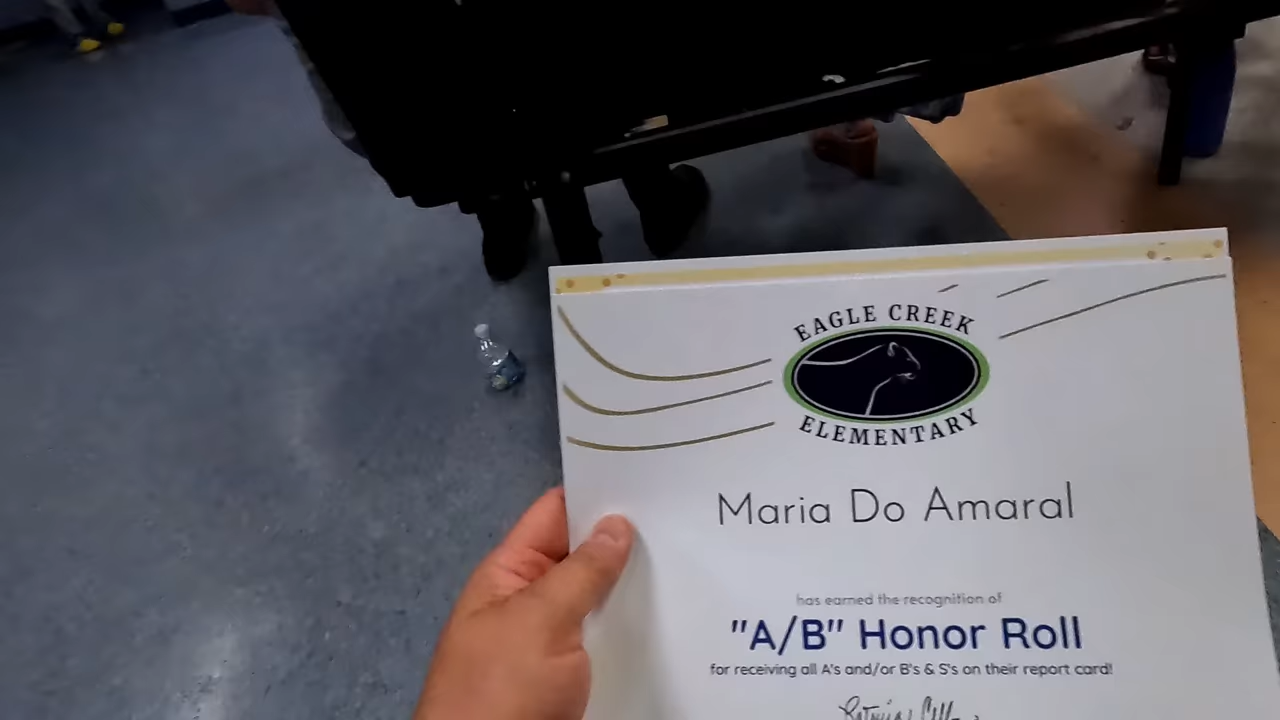 EAGLE CREEK
ELEMENTARY
Maria Do Amaral
has earned the recognition of
"A/B" Honor Roll
for receiving all A's and/or B's & S's on their report card!